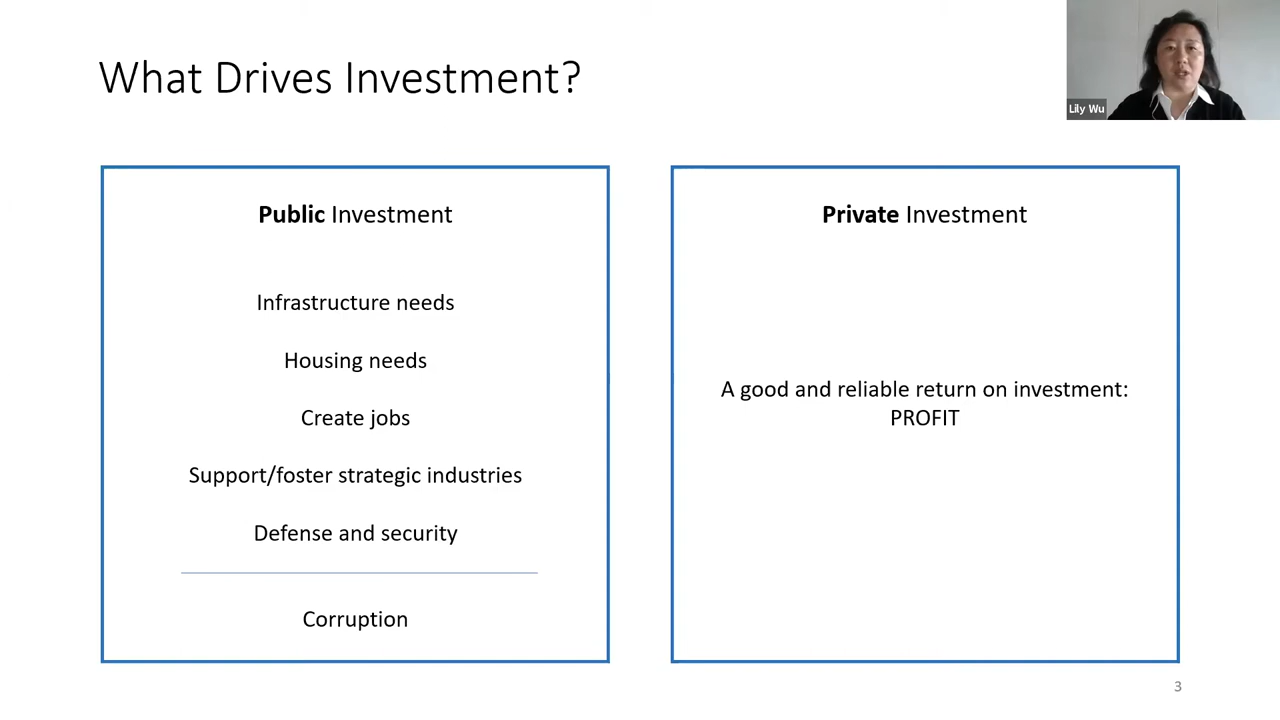 What Drives Investment?
Lily Wu
Public Investment
Infrastructure needs
Housing needs
Create jobs
Support/foster strategic industries
Defense and security
Corruption
Private Investment
A good and reliable return on investment:
PROFIT
3